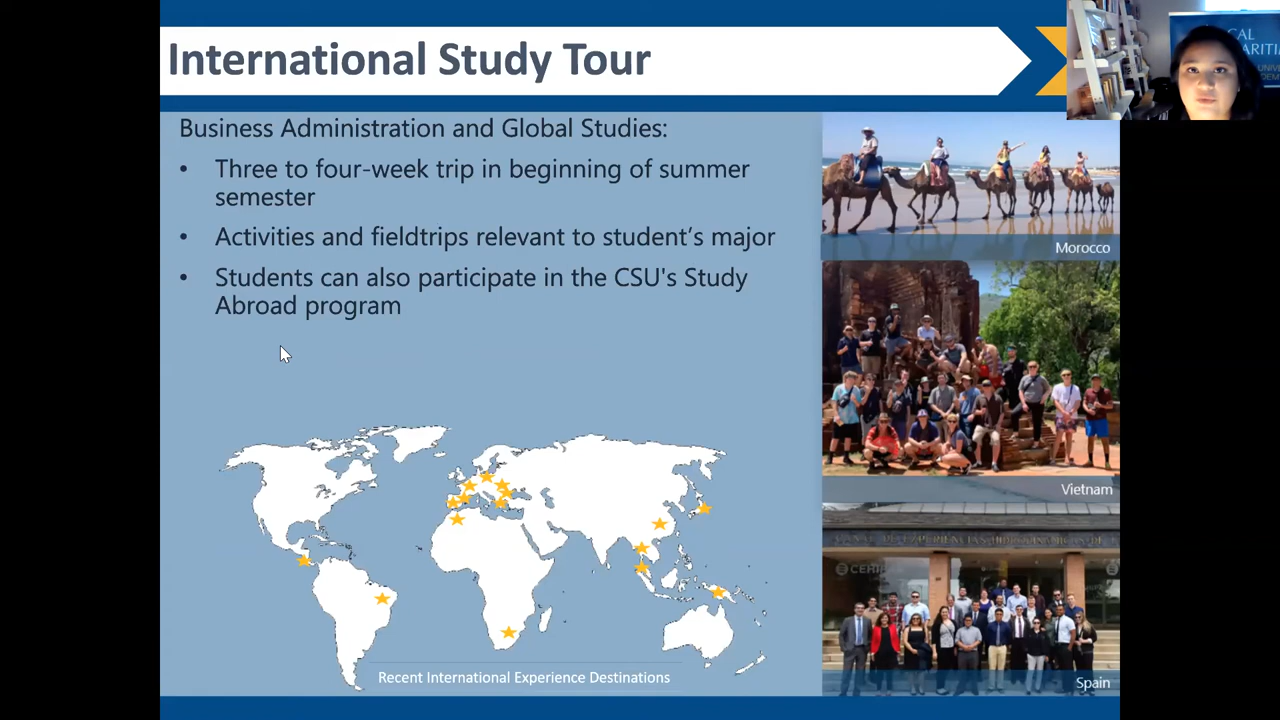 International Study Tour
Business Administration and Global Studies:
• Three to four-week trip in beginning of summer
semester
• Activities and fieldtrips relevant to student's major
• Students can also participate in the CSU's Study
Abroad program
Recent International Experience Destinations
Morocco
Vietnam
CEHIPAR
Spain
CAL